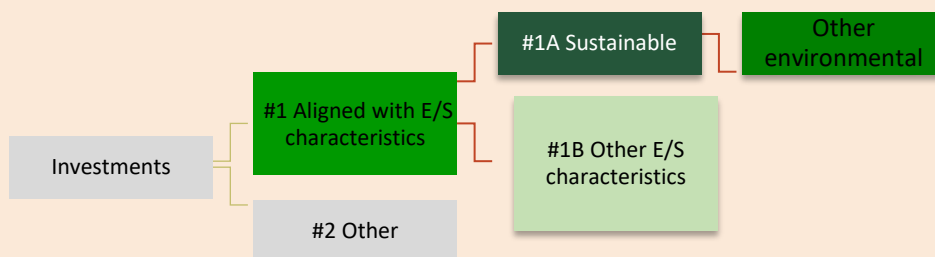 Investments
#1 Aligned with E/S
characteristics
#2 Other
#1A Sustainable
#1B Other E/S
characteristics
Other
environmental